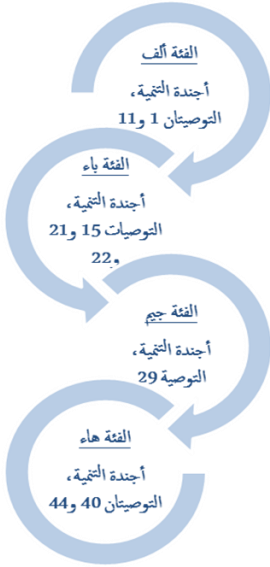 الفئة ألف
أجندة التنمية،
التوصيتان 1 و11
الفئة باء
أجندة التنمية،
التوصيات 15 و21
و22
الفئة جيم
أجندة التنمية،
التوصية 29
الفئة هاء
أجندة التنمية،
التوصيتان 40 و44